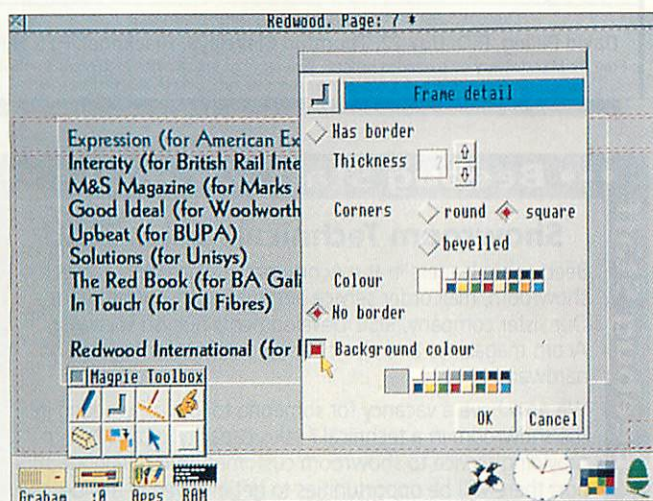 Redwood. Page: 7 *
Frame detail
Has border
Thickness 2
Corners round square
bevelled
Colour
No border
Background colour
OK Cancel
Expression (for American Ex
Intercity (for British Rail Inte
M&S Magazine (for Marks
Good Idea! (for Woolworth
Upbeat (for BUPA)
Solutions (for Unisys)
The Red Book (for BA Gali
In Touch (for ICI Fibres)
Redwood International (for
Magpie Toolbox
Graham :0 Apps RAM